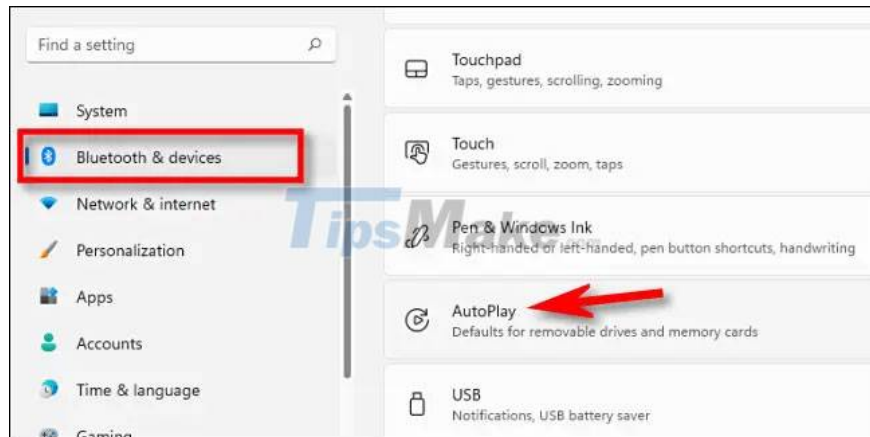 Find a setting
System
Bluetooth & devices
Network & internet
Personalization
Apps
Accounts
Time & language
Gaming
Touchpad
Taps, gestures, scrolling, zooming
Touch
Gestures, scroll, zoom, taps
TipsMake.com
Pen & Windows Ink
Right-handed or left-handed, pen button shortcuts, handwriting
AutoPlay
Defaults for removable drives and memory cards
USB
Notifications, USB battery saver